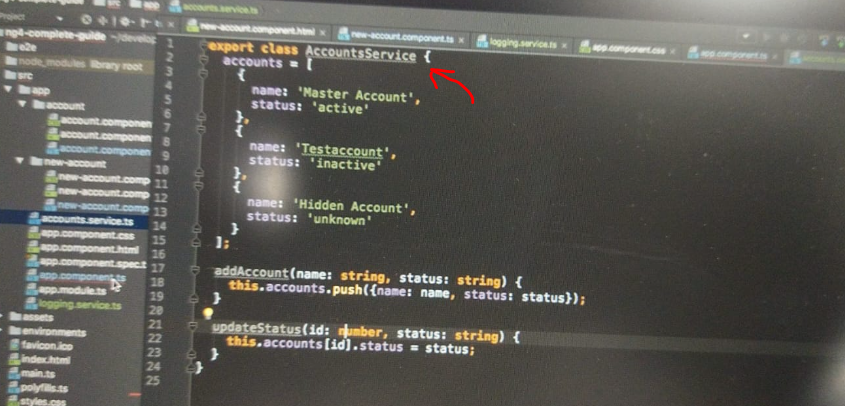 src
app
accounts.service.ts
Project
new-account.component.html
new-account.component.ts
logging.service.ts
app.component.css
app.component.ts
ng4-complete-guide ~/develo
e2e
node_modules library root
src
app
account
account.componen
account.componen
account.componen
new-account
new-account.comp
new-account.comp
new-account.comp
accounts.service.ts
app.component.css
app.component.html
app.component.spec.t
app.component.ts
app.module.ts
logging.service.ts
assets
environments
favicon.ico
index.html
main.ts
polyfills.ts
styles.css
1 export class AccountsService {
2 accounts = [
3 {
4 name: 'Master Account',
5 status: 'active'
6 },
7 {
8 name: 'Testaccount',
9 status: 'inactive'
10 },
11 {
12 name: 'Hidden Account',
13 status: 'unknown'
14 }
15 ];
16
17 addAccount(name: string, status: string) {
18 this.accounts.push({name: name, status: status});
19 }
20
21 updateStatus(id: number, status: string) {
22 this.accounts[id].status = status;
23 }
24 }
25